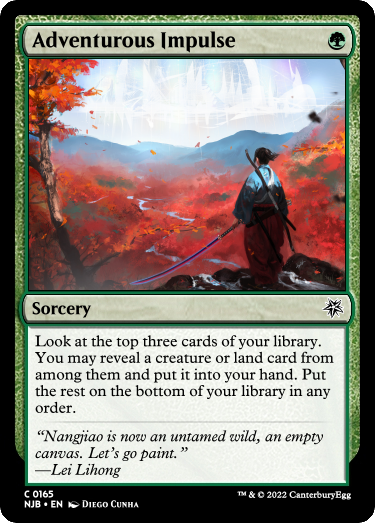 Adventurous Impulse
Sorcery
Look at the top three cards of your library.
You may reveal a creature or land card from
among them and put it into your hand. Put
the rest on the bottom of your library in any
order.
“Nangjiao is now an untamed wild, an empty
canvas. Let's go paint.”
—Lei Lihong
C 0165
NJB • EN Diego Cunha
™ & © 2022 CanterburyEgg